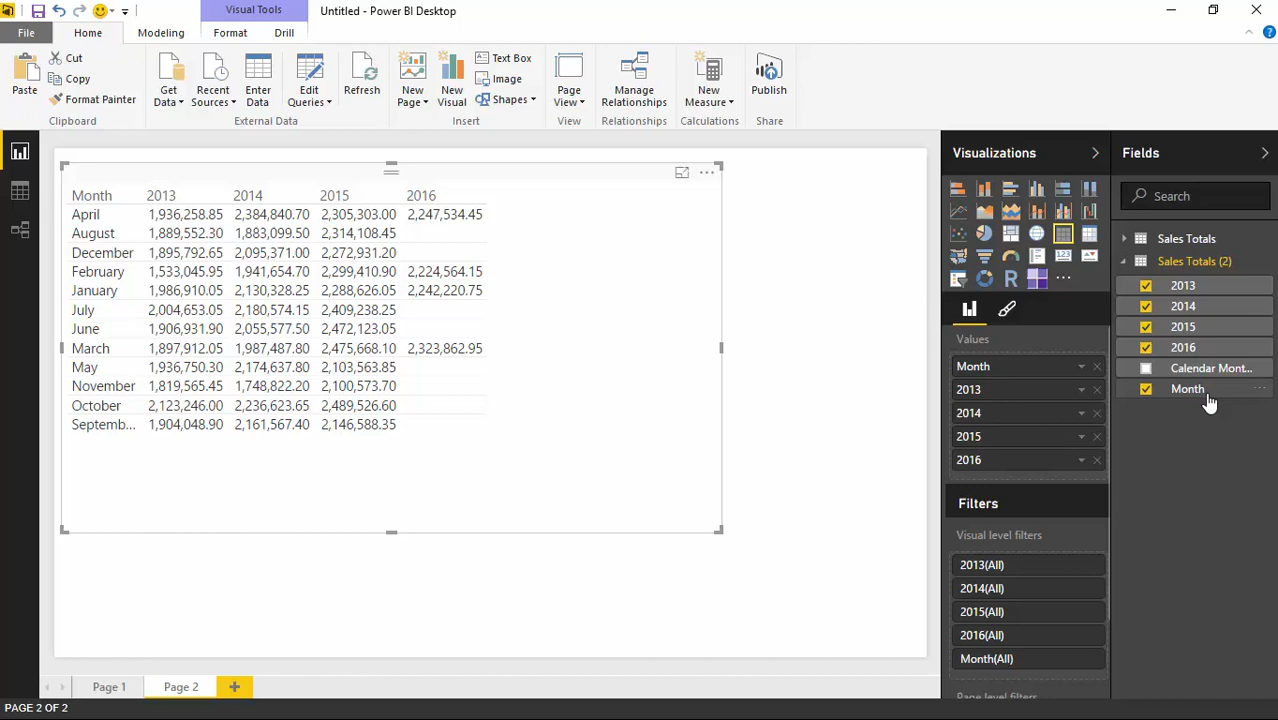 Visual Tools
Untitled - Power BI Desktop
File Home Modeling Format Drill
Paste
Cut
Copy
Format Painter
Clipboard
Get Data
Recent Sources
Enter Data
Edit Queries
Refresh
External Data
New Page
New Visual
Text Box
Image
Shapes
Insert
Page View
View
Manage Relationships
Relationships
New Measure
Calculations
Publish
Share
Month 2013 2014 2015 2016
April 1,936,258.85 2,384,840.70 2,305,303.00 2,247,534.45
August 1,889,552.30 1,883,099.50 2,314,108.45
December 1,895,792.65 2,095,371.00 2,272,931.20
February 1,533,045.95 1,941,654.70 2,299,410.90 2,224,564.15
January 1,986,910.05 2,130,358.25 2,298,626.05 2,242,220.75
July 2,004,653.05 2,180,574.15 2,409,238.25
June 1,906,931.90 2,055,577.50 2,472,123.05
March 1,897,912.05 1,987,487.80 2,475,668.10 2,323,862.95
May 1,936,750.30 2,174,637.80 2,103,563.85
November 1,819,565.45 1,748,822.20 2,100,573.70
October 2,123,246.00 2,236,623.65 2,489,526.60
Septemb... 1,904,048.90 2,161,567.40 2,146,588.35
Page 1 Page 2
PAGE 2 OF 2
Visualizations
R
Values
Month
2013
2014
2015
2016
Filters
Visual level filters
2013(All)
2014(All)
2015(All)
2016(All)
Month(All)
Fields
Search
Sales Totals
Sales Totals (2)
2013
2014
2015
2016
Calendar Mont...
Month